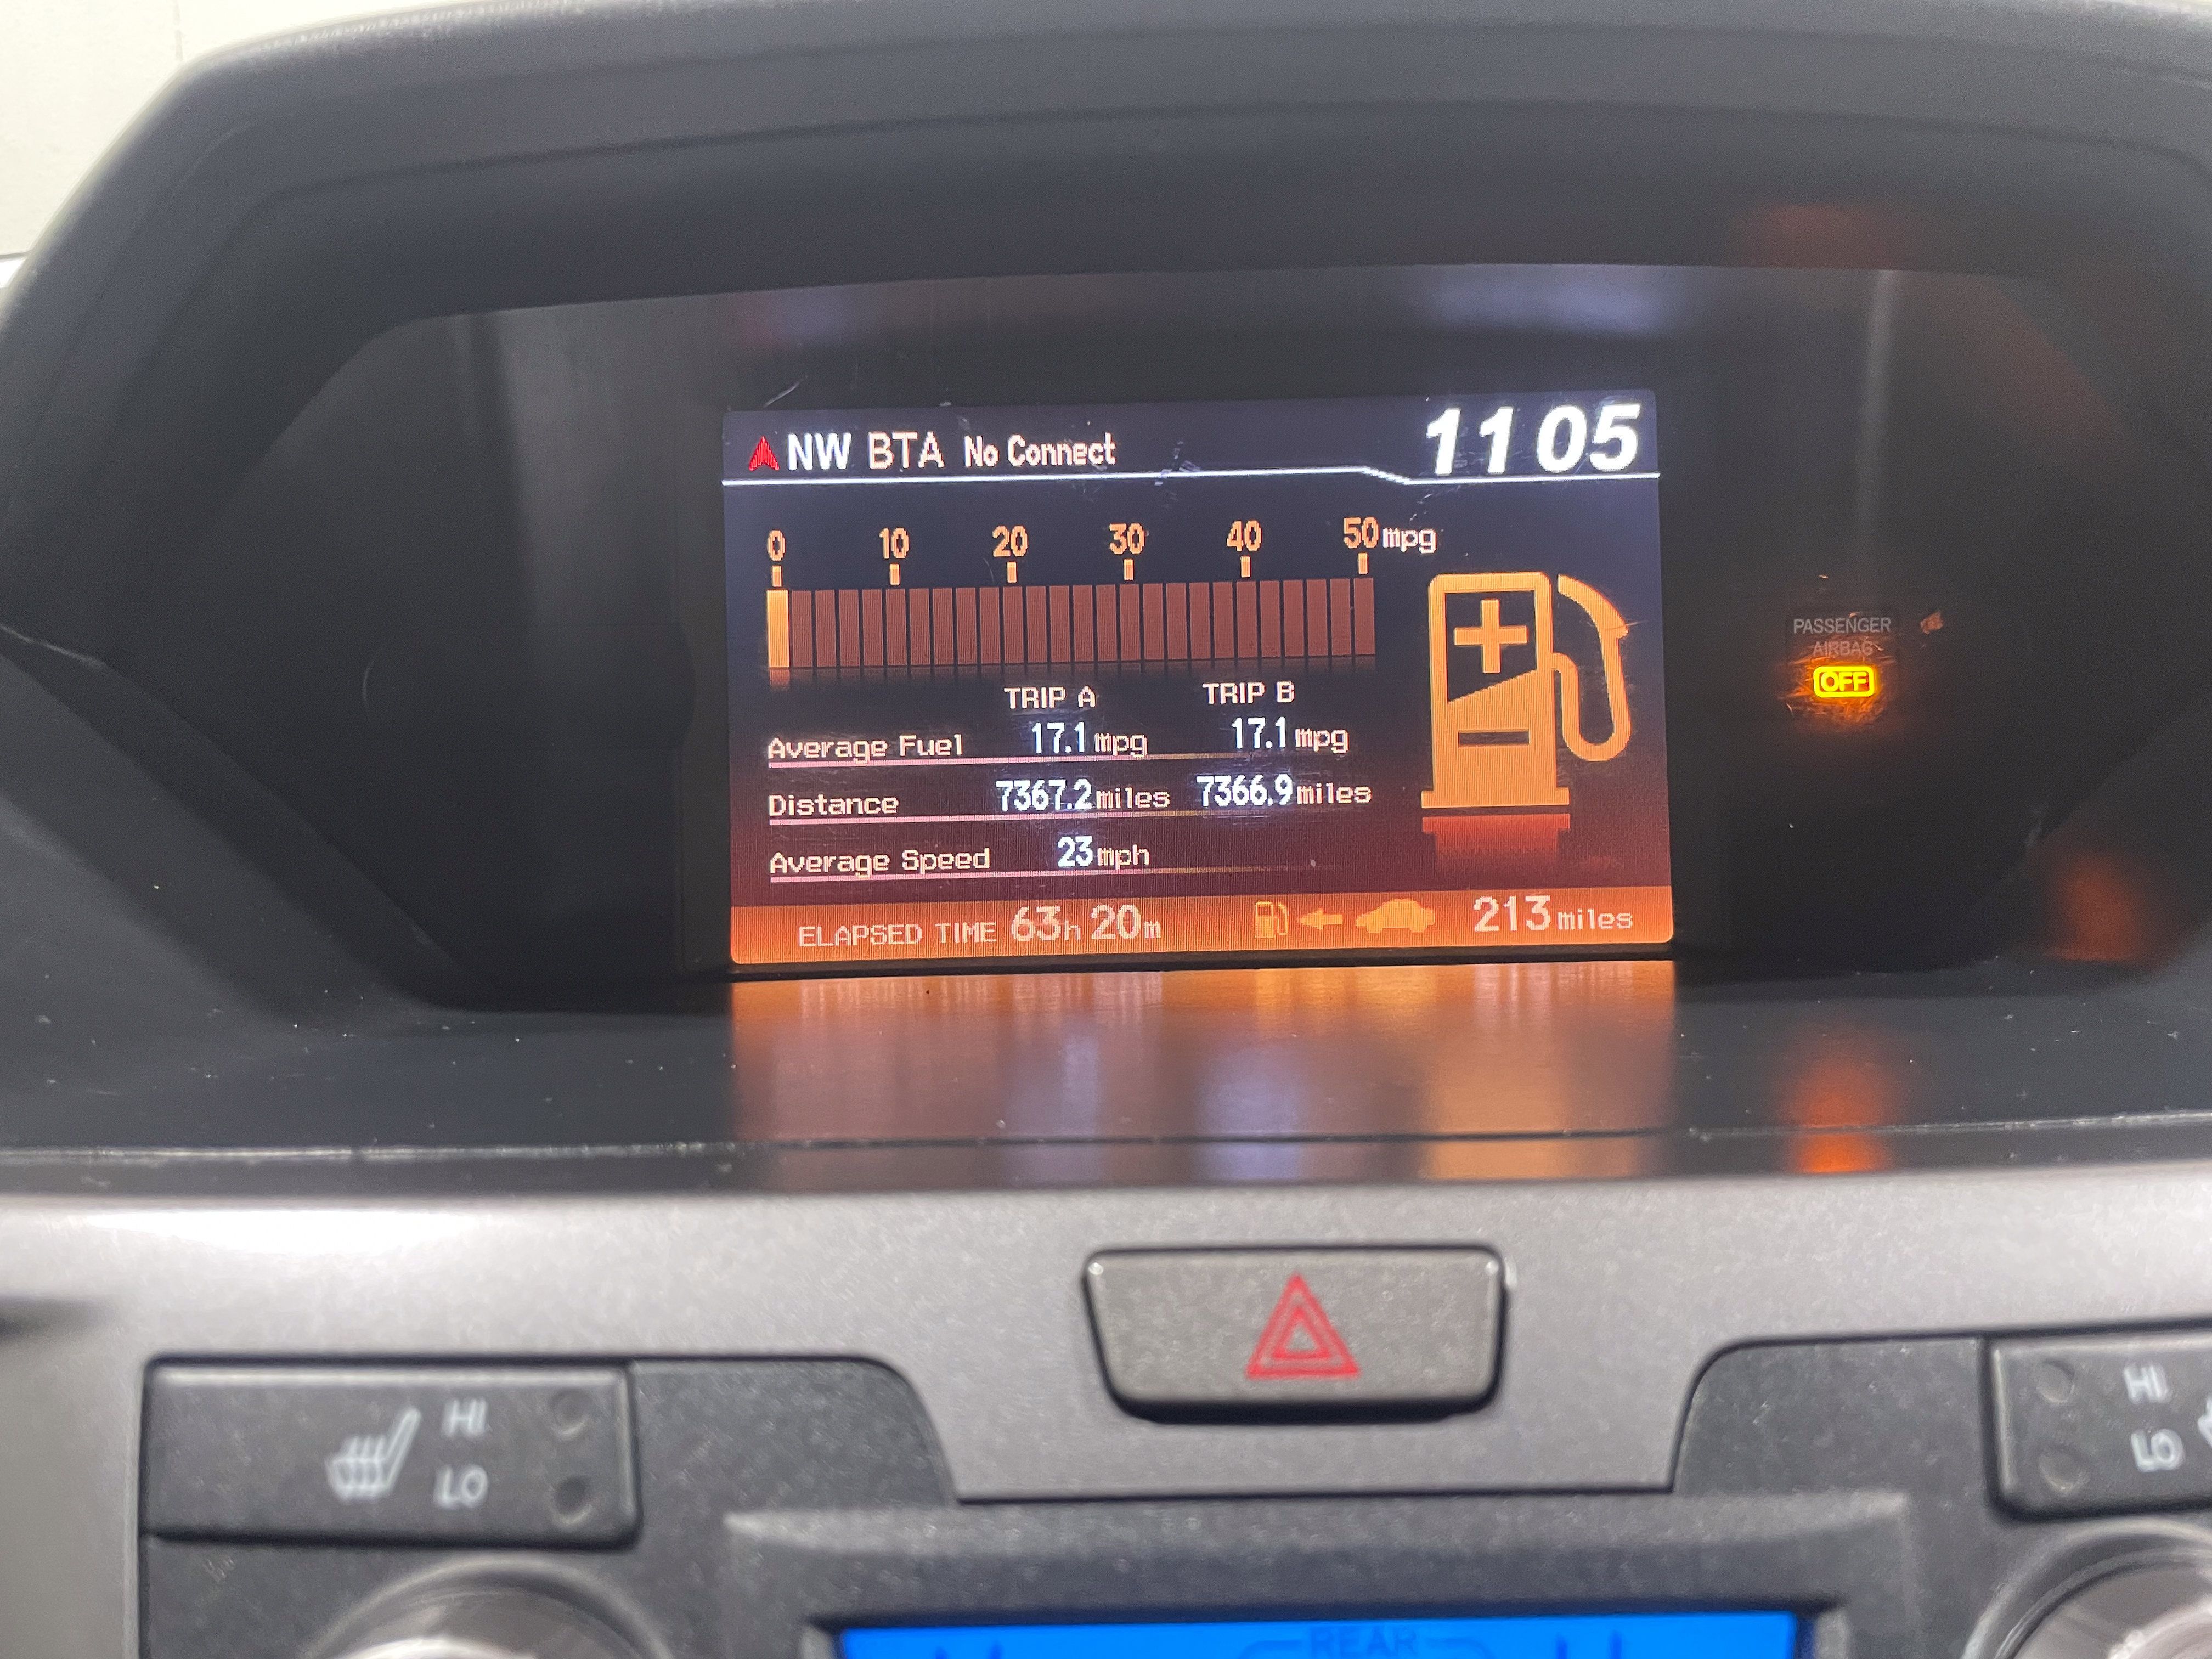 NW BTA No Connect 11 05
0 10 20 30 40 50 mpg
TRIP A TRIP B
Average Fuel 17.1 mpg 17.1 mpg
Distance 7367.2 miles 7366.9 miles
Average Speed 23 mph
ELAPSED TIME 63h 20m 213 miles
PASSENGER
AIRBAG
OFF
HI
LO
HI
LO
REAR